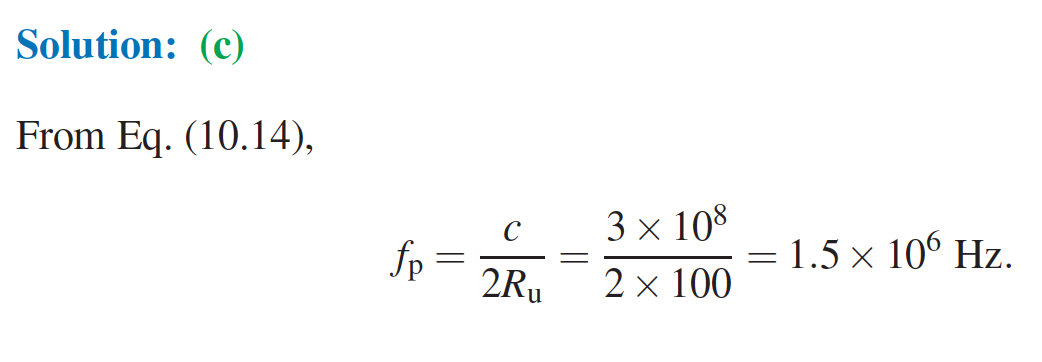 Solution: (c)
From Eq. (10.14),
f_p = c / 2R_u = 3 × 10^8 / 2 × 100 = 1.5 × 10^6 Hz.